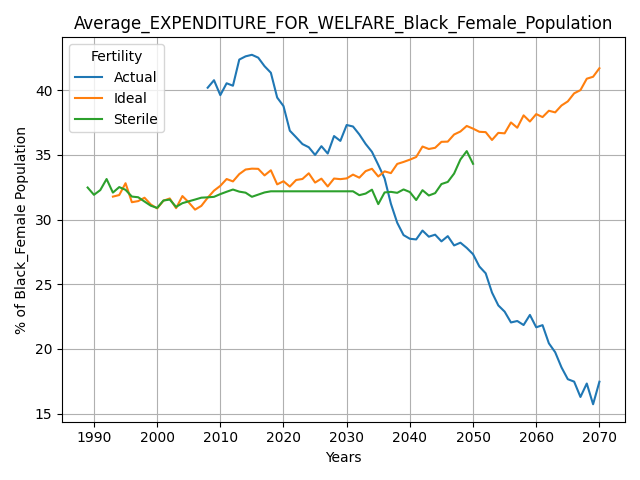 Average_EXPENDITURE_FOR_WELFARE_Black_Female_Population
Fertility
Actual
Ideal
Sterile
% of Black_Female Population
40
35
30
25
20
15
1990 2000 2010 2020 2030 2040 2050 2060 2070
Years